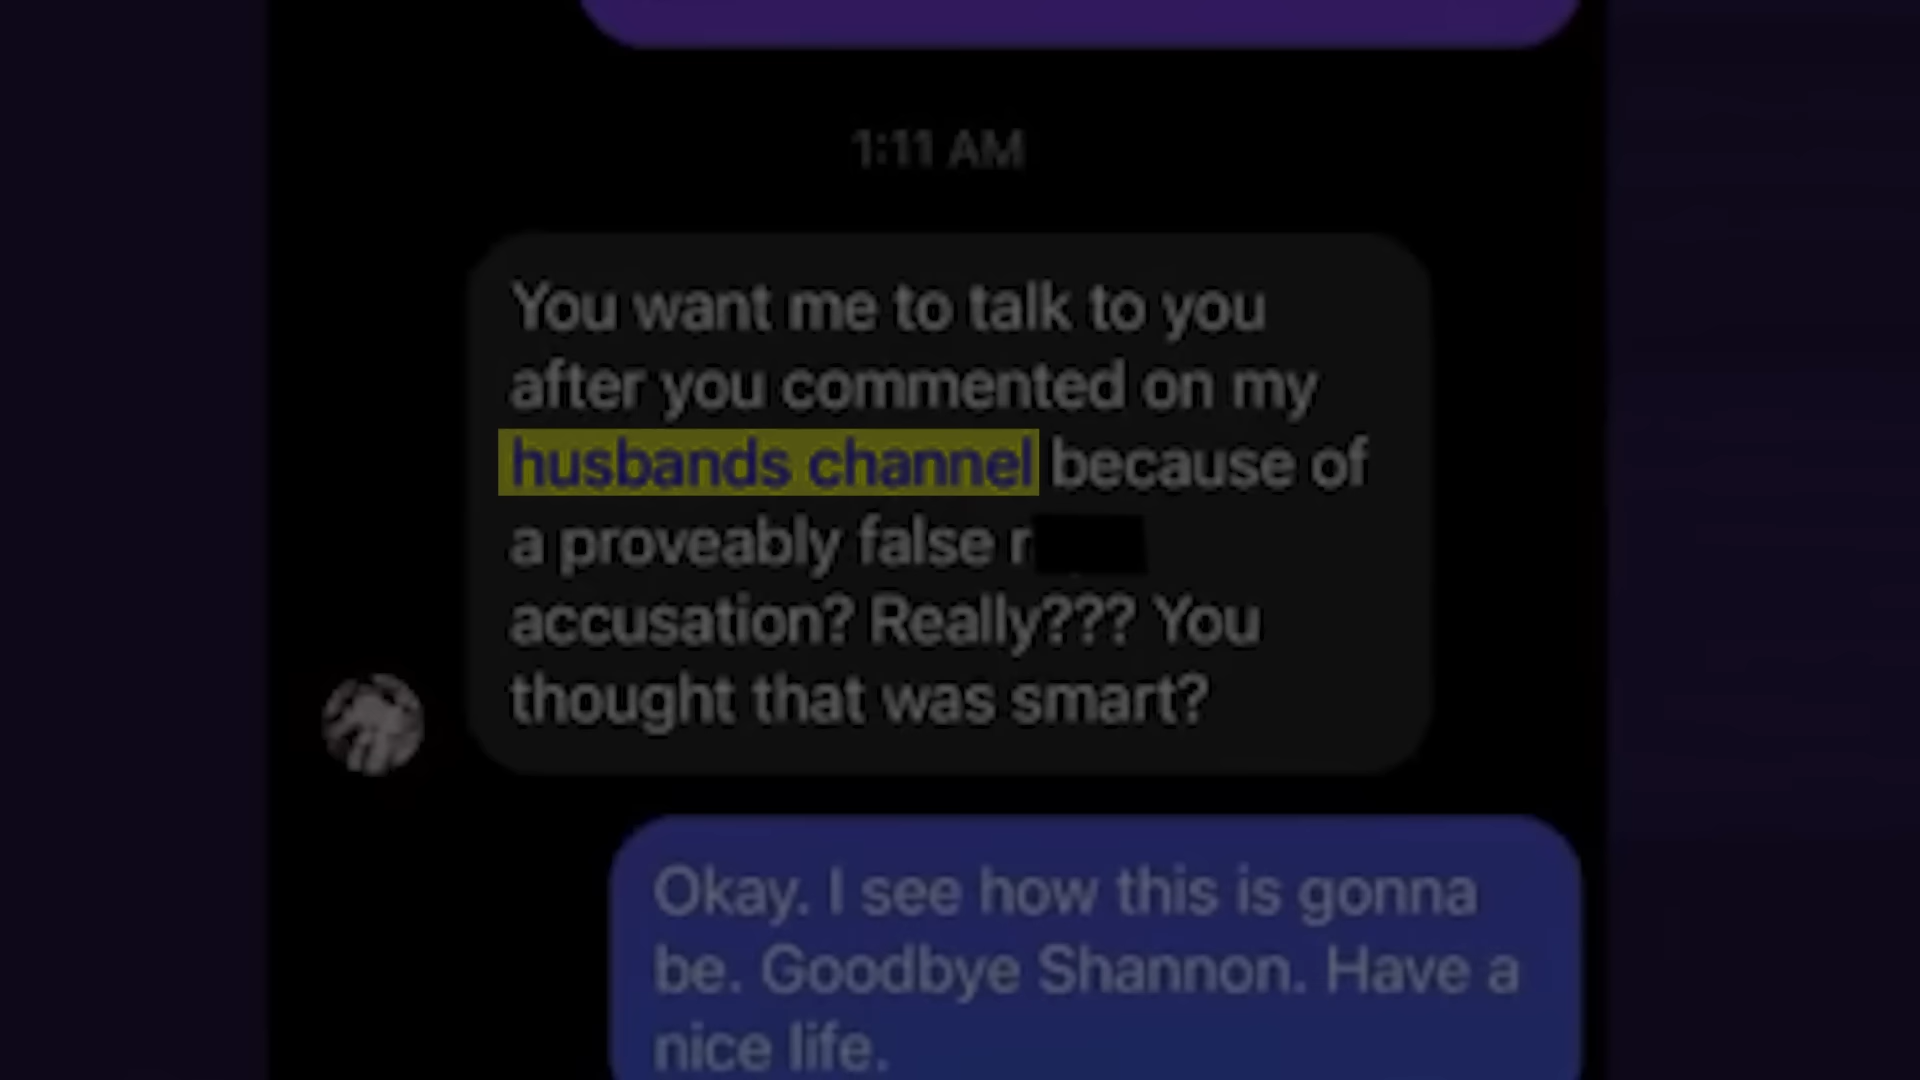 1:11 AM
You want me to talk to you
after you commented on my
husbands channel because of
a proveably false r
accusation? Really??? You
thought that was smart?
Okay. I see how this is gonna
be. Goodbye Shannon. Have a
nice life.